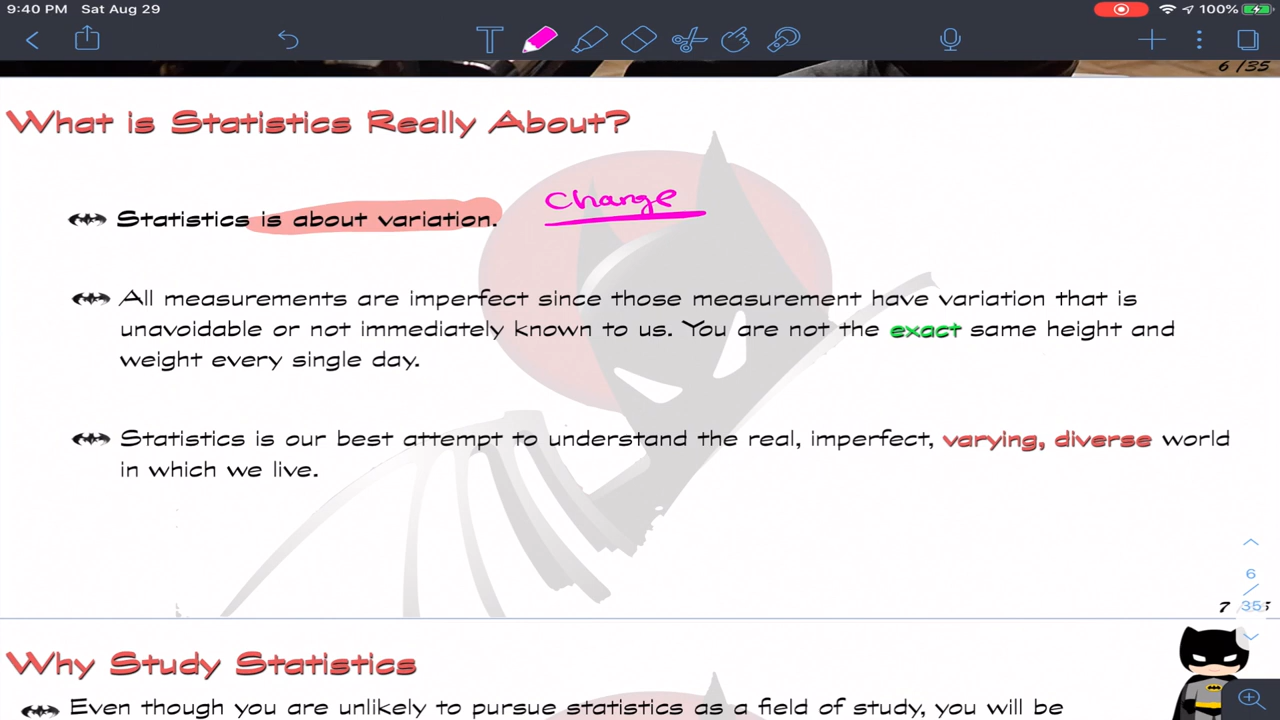 9:40 PM Sat Aug 29
100%
6 /35
What is Statistics Really About?
Statistics is about variation.
Change
All measurements are imperfect since those measurement have variation that is
unavoidable or not immediately known to us. You are not the exact same height and
weight every single day.
Statistics is our best attempt to understand the real, imperfect, varying, diverse world
in which we live.
6
/
35
7
Why Study Statistics
Even though you are unlikely to pursue statistics as a field of study, you will be